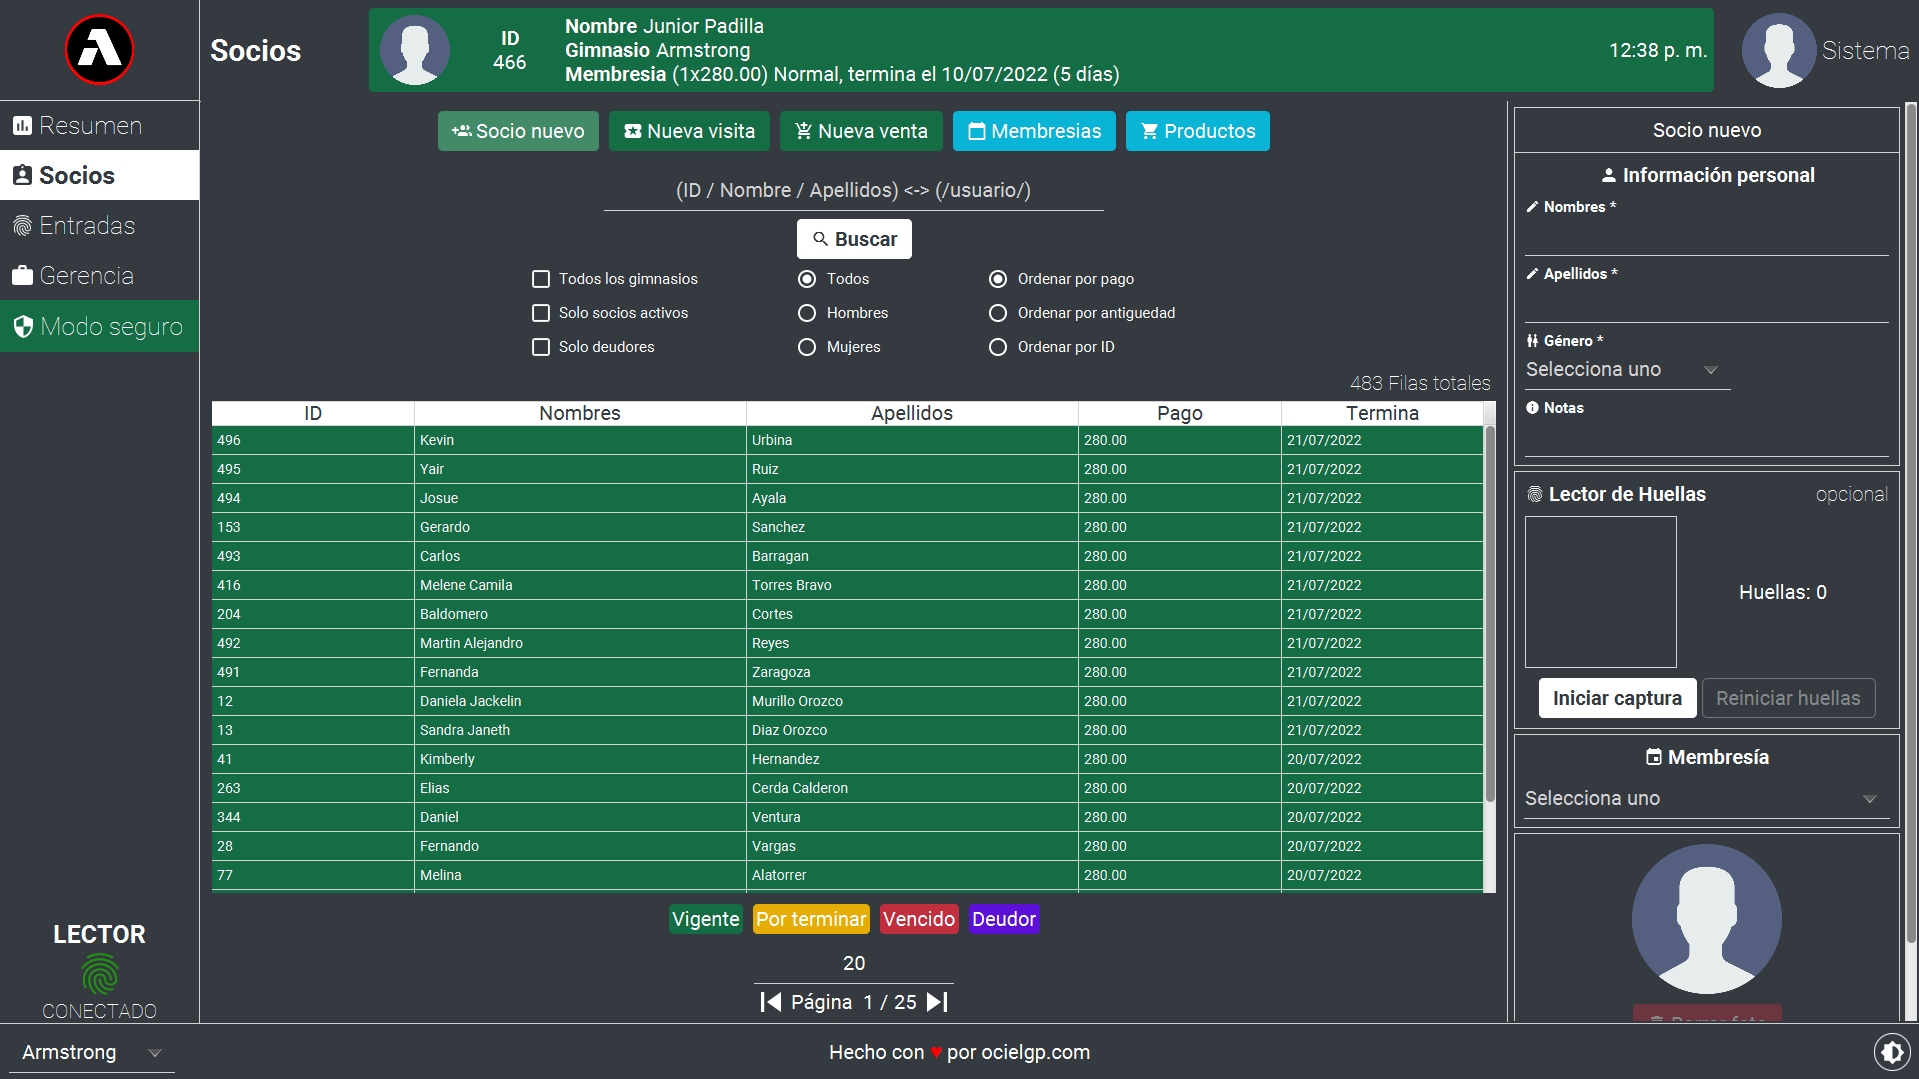 Socios
ID
466
Nombre Junior Padilla
Gimnasio Armstrong
Membresia (1x280.00) Normal, termina el 10/07/2022 (5 días)
12:38 p. m.
Sistema
Resumen
Socios
Entradas
Gerencia
Modo seguro
LECTOR
CONECTADO
Socio nuevo
Nueva visita
Nueva venta
Membresias
Productos
(ID / Nombre / Apellidos) <-> (/usuario/)
Buscar
Todos los gimnasios
Todos
Ordenar por pago
Solo socios activos
Hombres
Ordenar por antiguedad
Solo deudores
Mujeres
Ordenar por ID
483 Filas totales
ID Nombres Apellidos Pago Termina
496 Kevin Urbina 280.00 21/07/2022
495 Yair Ruiz 280.00 21/07/2022
494 Josue Ayala 280.00 21/07/2022
153 Gerardo Sanchez 280.00 21/07/2022
493 Carlos Barragan 280.00 21/07/2022
416 Melene Camila Torres Bravo 280.00 21/07/2022
204 Baldomero Cortes 280.00 21/07/2022
492 Martin Alejandro Reyes 280.00 21/07/2022
491 Fernanda Zaragoza 280.00 21/07/2022
12 Daniela Jackelin Murillo Orozco 280.00 21/07/2022
13 Sandra Janeth Diaz Orozco 280.00 21/07/2022
41 Kimberly Hernandez 280.00 20/07/2022
263 Elias Cerda Calderon 280.00 20/07/2022
344 Daniel Ventura 280.00 20/07/2022
28 Fernando Vargas 280.00 20/07/2022
77 Melina Alatorrer 280.00 20/07/2022
Vigente
Por terminar
Vencido
Deudor
20
Página 1 / 25
Socio nuevo
Información personal
Nombres *
Apellidos *
Género *
Selecciona uno
Notas
Lector de Huellas
opcional
Huellas: 0
Iniciar captura
Reiniciar huellas
Membresía
Selecciona uno
Armstrong
Hecho con ♥ por ocielgp.com